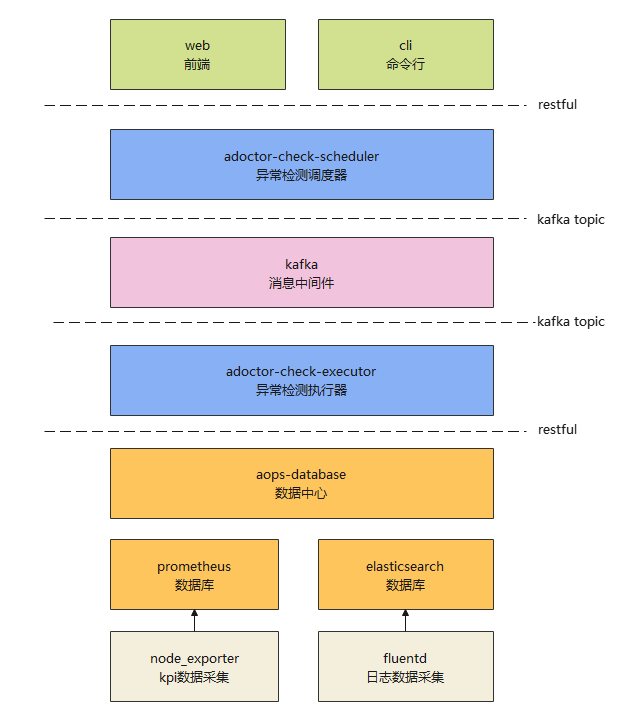 web
前端
cli
命令行
restful
adoctor-check-scheduler
异常检测调度器
kafka topic
kafka
消息中间件
kafka topic
adoctor-check-executor
异常检测执行器
restful
aops-database
数据中心
prometheus
数据库
elasticsearch
数据库
node_exporter
kpi数据采集
fluentd
日志数据采集